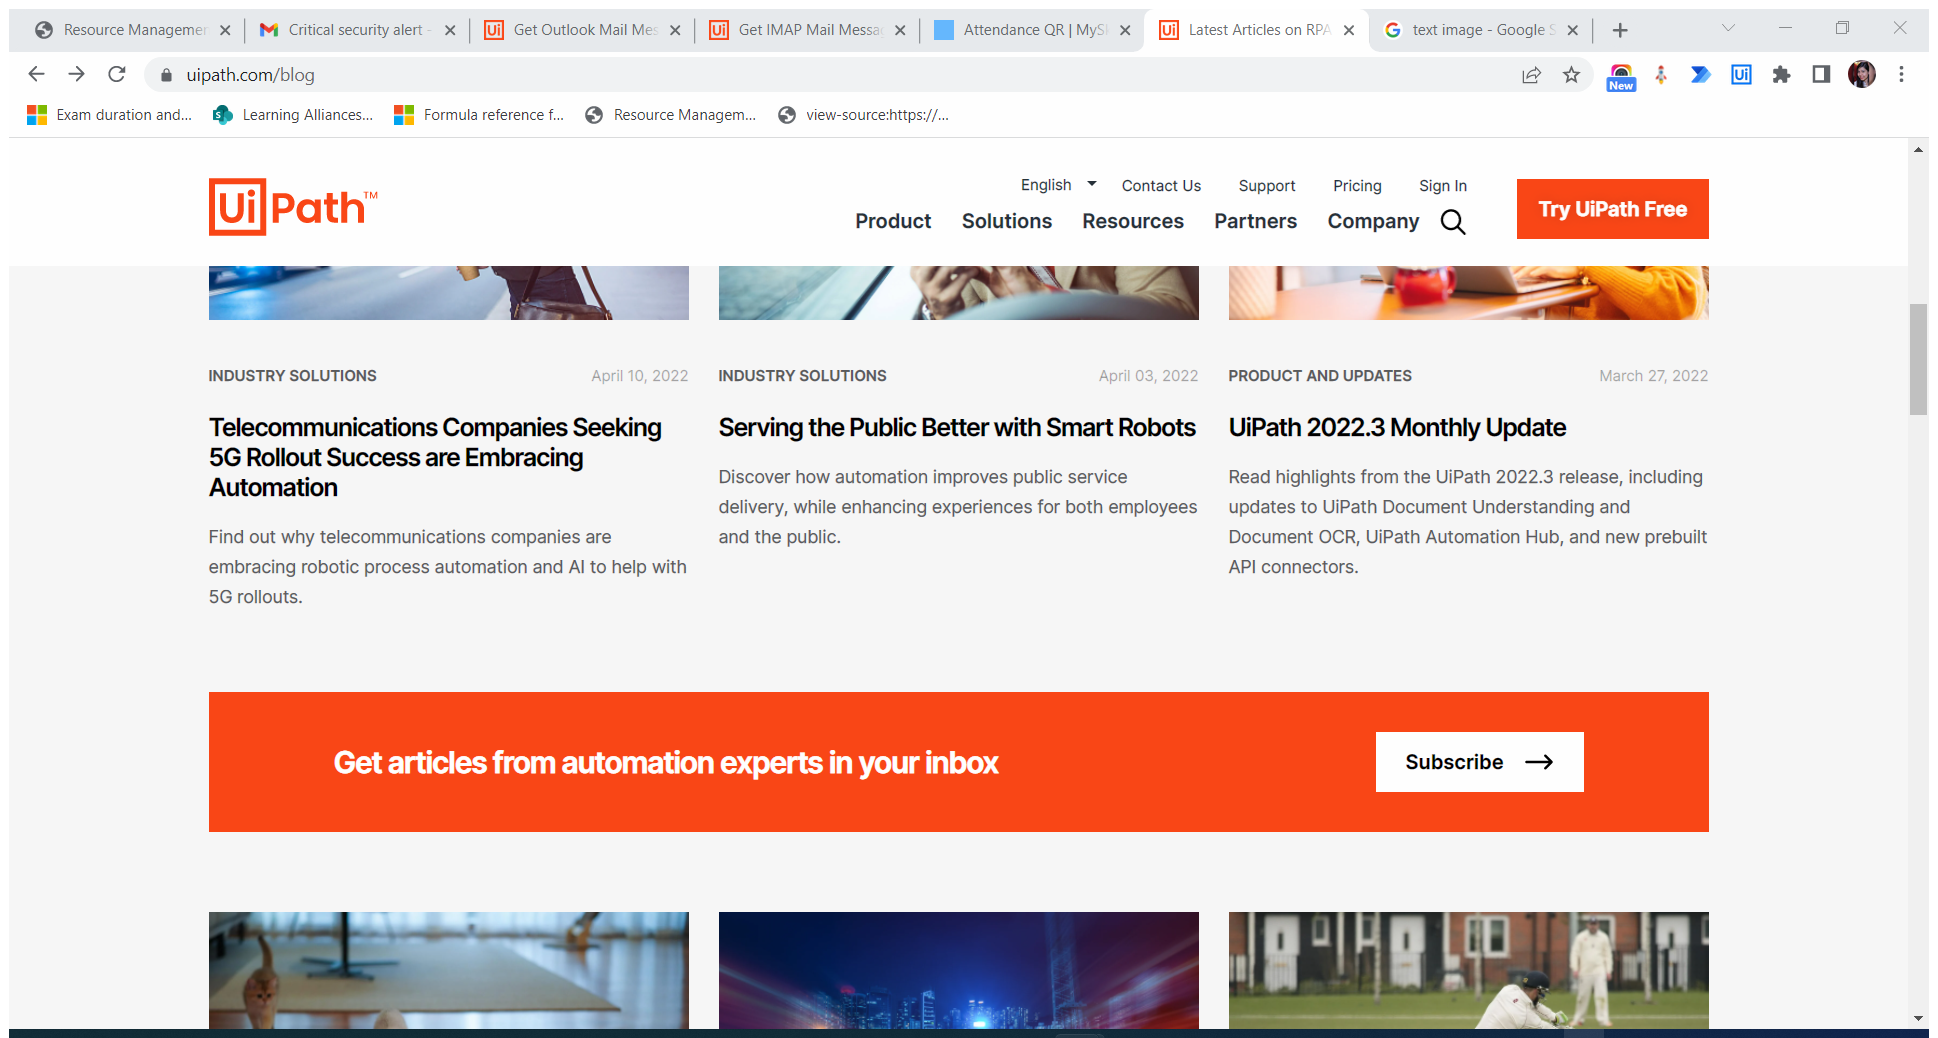 Resource Managemen
Critical security alert -
Get Outlook Mail Mes
Get IMAP Mail Messag
Attendance QR | MySk
Latest Articles on RPA
text image - Google S
uipath.com/blog
New
Ui
Exam duration and...
Learning Alliances...
Formula reference f...
Resource Managem...
view-source:https://...
UiPath™
English
Contact Us
Support
Pricing
Sign In
Product
Solutions
Resources
Partners
Company
Try UiPath Free
INDUSTRY SOLUTIONS
April 10, 2022
Telecommunications Companies Seeking
5G Rollout Success are Embracing
Automation
Find out why telecommunications companies are
embracing robotic process automation and AI to help with
5G rollouts.
INDUSTRY SOLUTIONS
April 03, 2022
Serving the Public Better with Smart Robots
Discover how automation improves public service
delivery, while enhancing experiences for both employees
and the public.
PRODUCT AND UPDATES
March 27, 2022
UiPath 2022.3 Monthly Update
Read highlights from the UiPath 2022.3 release, including
updates to UiPath Document Understanding and
Document OCR, UiPath Automation Hub, and new prebuilt
API connectors.
Get articles from automation experts in your inbox
Subscribe